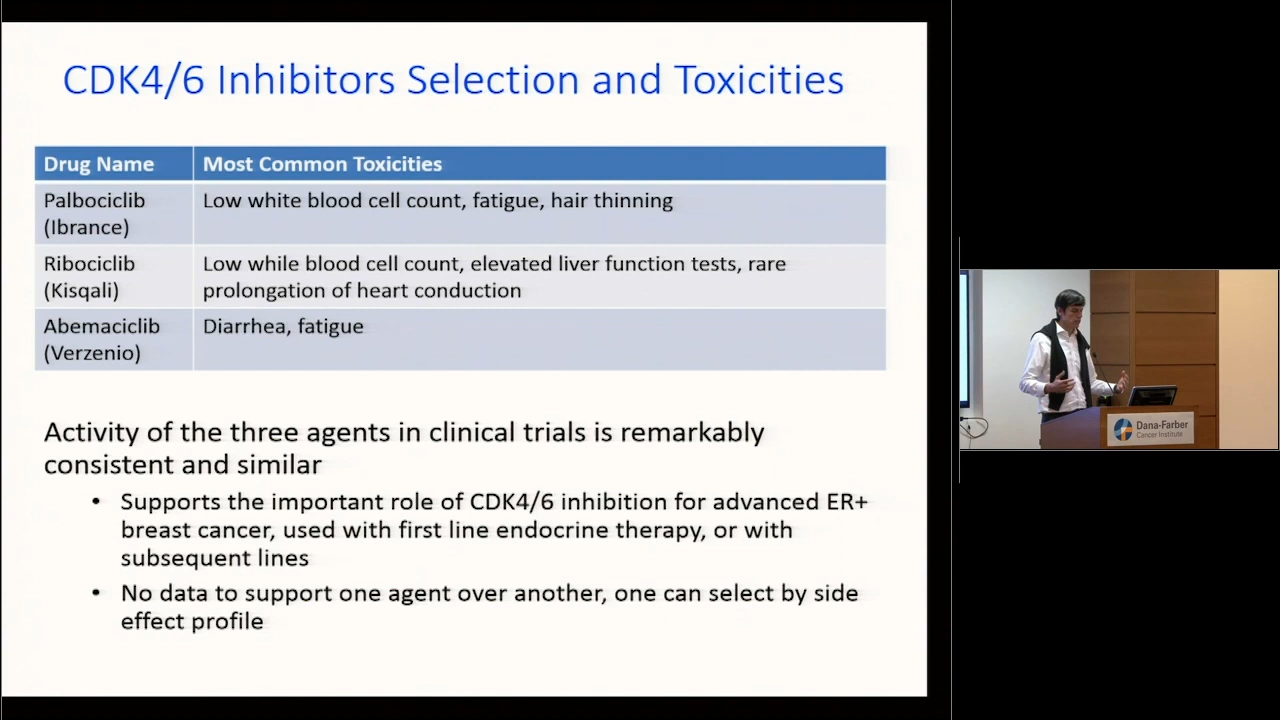 CDK4/6 Inhibitors Selection and Toxicities
Drug Name
Most Common Toxicities
Palbociclib
(Ibrance)
Low white blood cell count, fatigue, hair thinning
Ribociclib
(Kisqali)
Low while blood cell count, elevated liver function tests, rare
prolongation of heart conduction
Abemaciclib
(Verzenio)
Diarrhea, fatigue
Activity of the three agents in clinical trials is remarkably
consistent and similar
• Supports the important role of CDK4/6 inhibition for advanced ER+
breast cancer, used with first line endocrine therapy, or with
subsequent lines
• No data to support one agent over another, one can select by side
effect profile
Dana-Farber
Cancer Institute